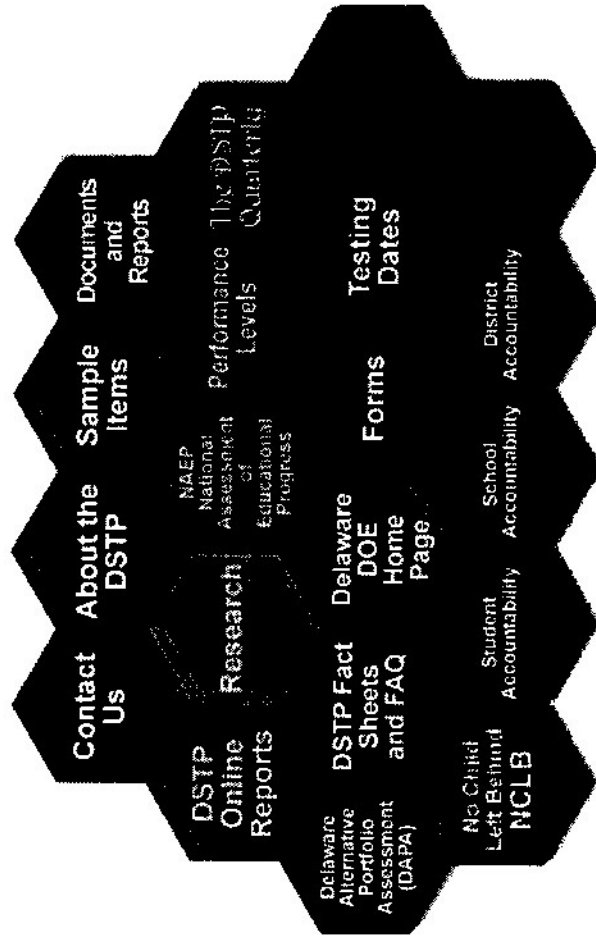 Contact
Us
About the
DSTP
Sample
Items
Documents
and
Reports
DSTP
Online
Reports
Research
NAEP
National
Assessment
of
Educational
Progress
Performance
Levels
The DSTP
Quarterly
Delaware
Alternative
Portfolio
Assessment
(DAPA)
DSTP Fact
Sheets
and FAQ
Delaware
DOE
Home
Page
Forms
Testing
Dates
No Child
Left Behind
NCLB
Student
Accountability
School
Accountability
District
Accountability